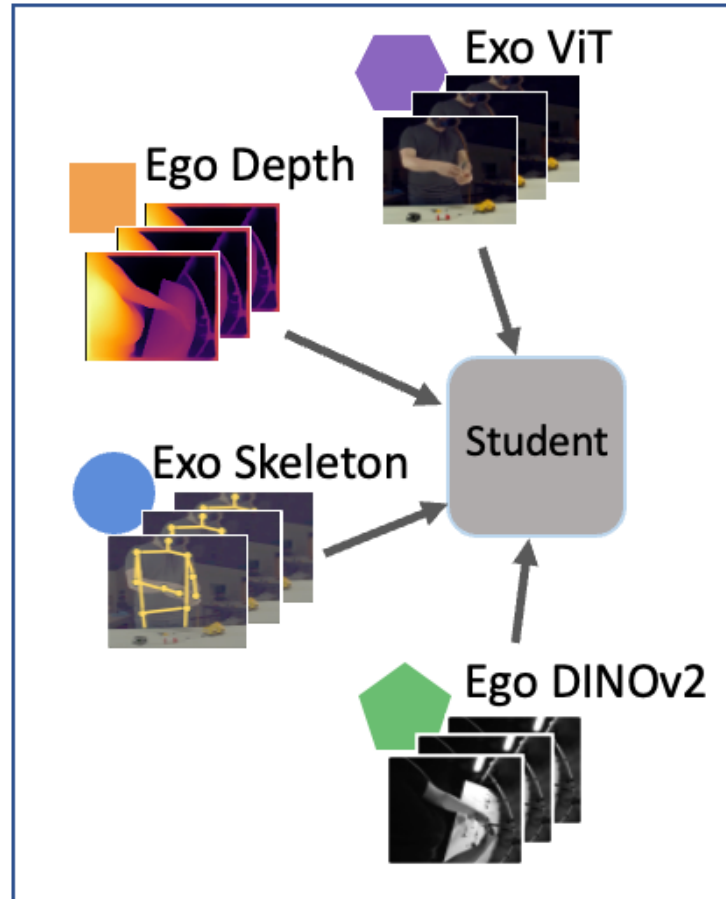 Exo ViT
Ego Depth
Student
Exo Skeleton
Ego DINOv2